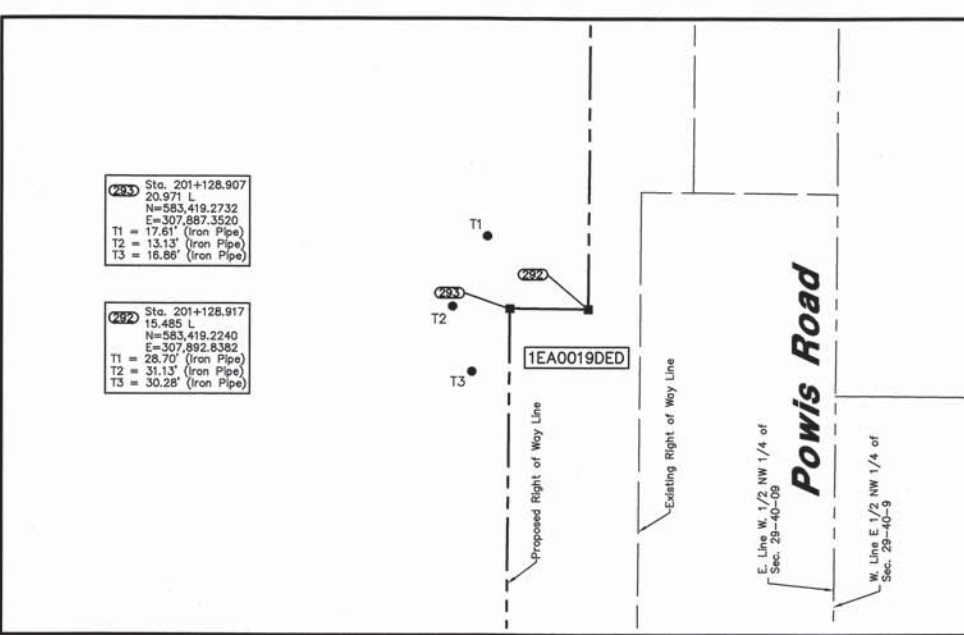 293 Sta. 201+128.907
20.971 L
N=583,419.2732
E=307,887.3520
T1 = 17.61' (Iron Pipe)
T2 = 13.13' (Iron Pipe)
T3 = 16.86' (Iron Pipe)
292 Sta. 201+128.917
15.485 L
N=583,419.2240
E=307,892.8382
T1 = 28.70' (Iron Pipe)
T2 = 31.13' (Iron Pipe)
T3 = 30.28' (Iron Pipe)
T1
292
293
T2
T3
1EA0019DED
Proposed Right of Way Line
Existing Right of Way Line
E. Line W. 1/2 NW 1/4 of
Sec. 29-40-09
Powis Road
W. Line E 1/2 NW 1/4 of
Sec. 29-40-9